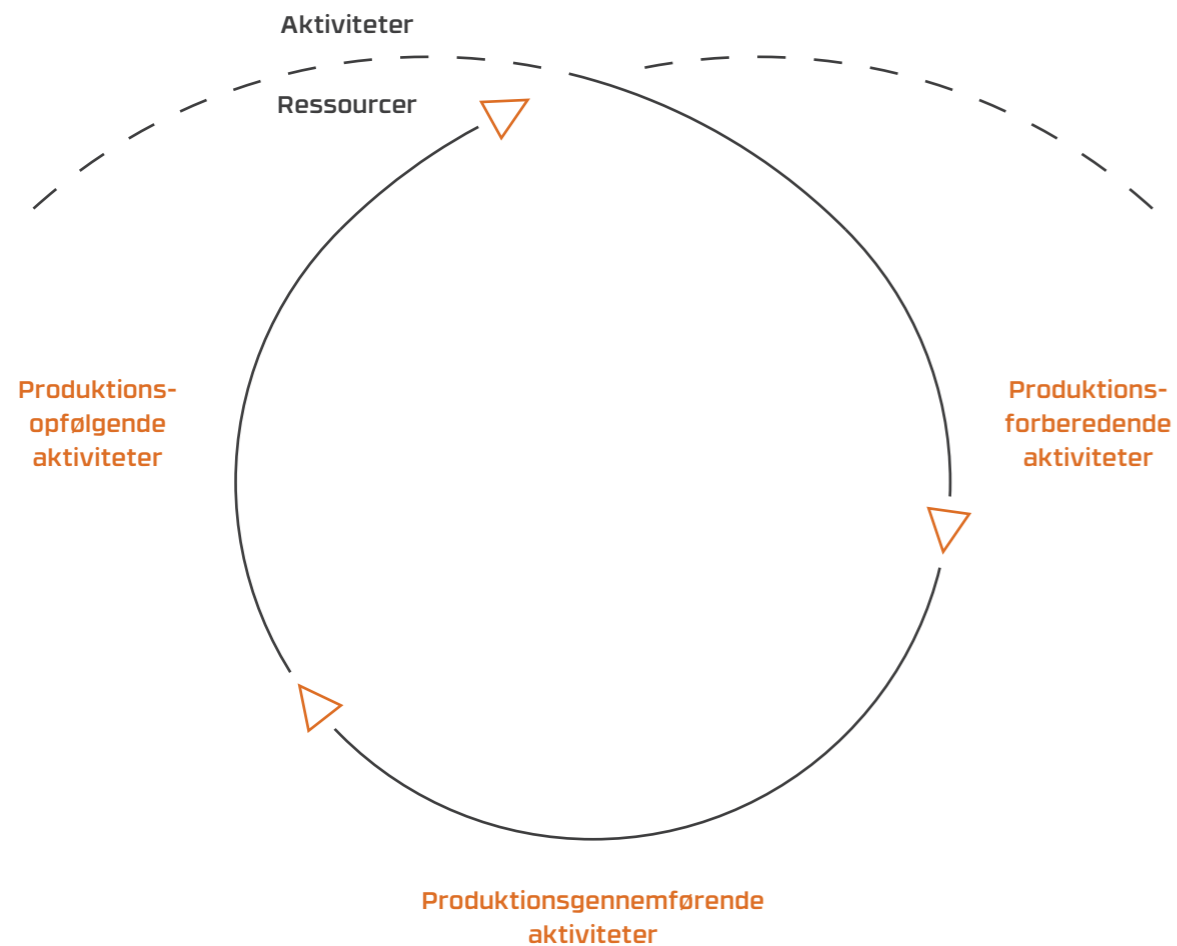 Aktiviteter
Ressourcer
Produktions-
opfølgende
aktiviteter
Produktions-
forberedende
aktiviteter
Produktionsgennemførende
aktiviteter